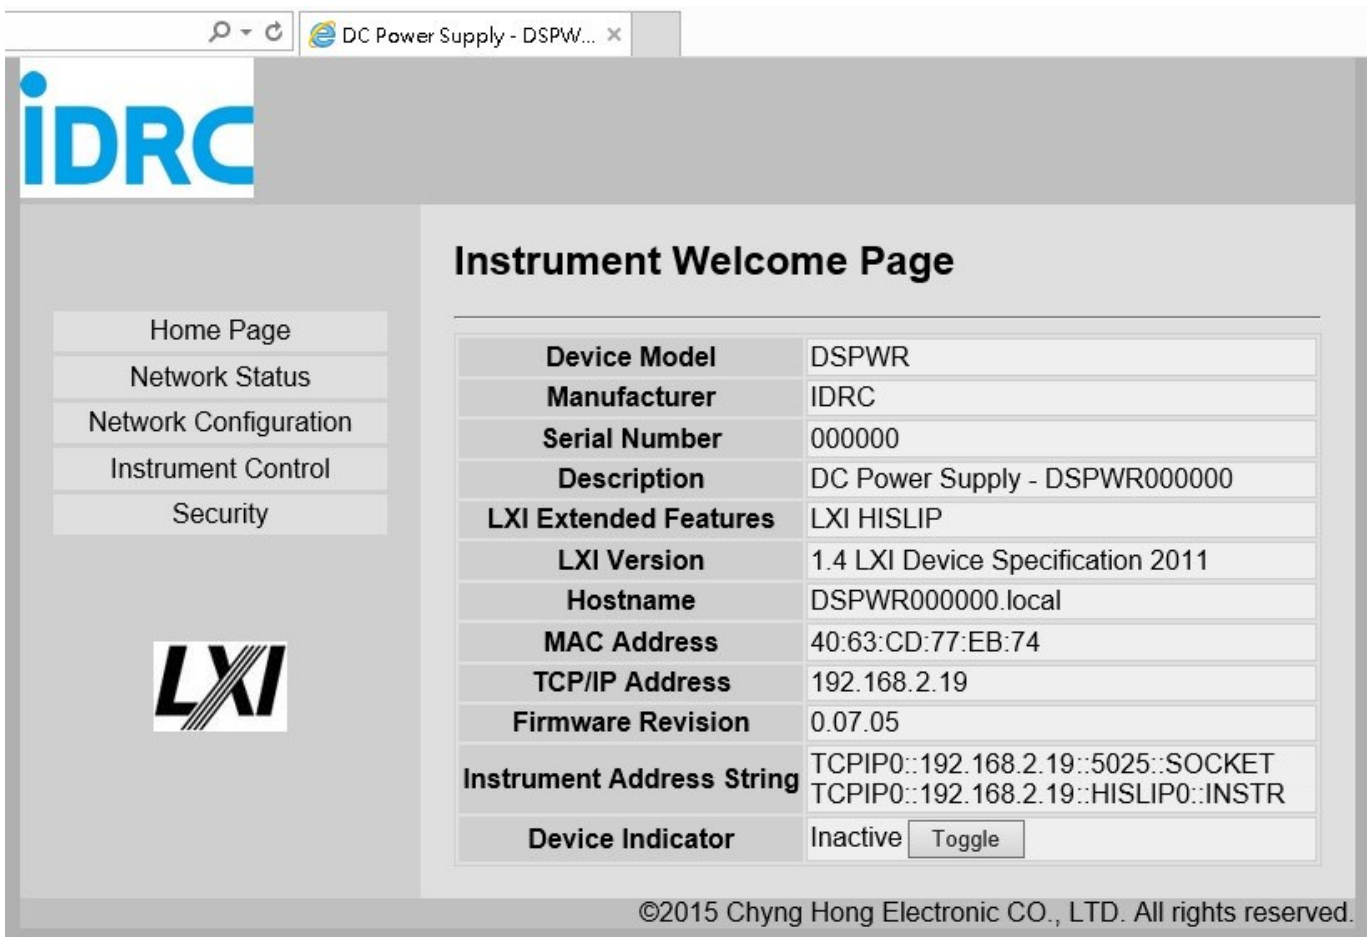 DC Power Supply - DSPW...
iDRC
Instrument Welcome Page
Home Page
Network Status
Network Configuration
Instrument Control
Security
LXI
Device Model DSPWR
Manufacturer IDRC
Serial Number 000000
Description DC Power Supply - DSPWR000000
LXI Extended Features LXI HISLIP
LXI Version 1.4 LXI Device Specification 2011
Hostname DSPWR000000.local
MAC Address 40:63:CD:77:EB:74
TCP/IP Address 192.168.2.19
Firmware Revision 0.07.05
Instrument Address String TCPIP0::192.168.2.19::5025::SOCKET
TCPIP0::192.168.2.19::HISLIP0::INSTR
Device Indicator Inactive Toggle
©2015 Chyng Hong Electronic CO., LTD. All rights reserved.